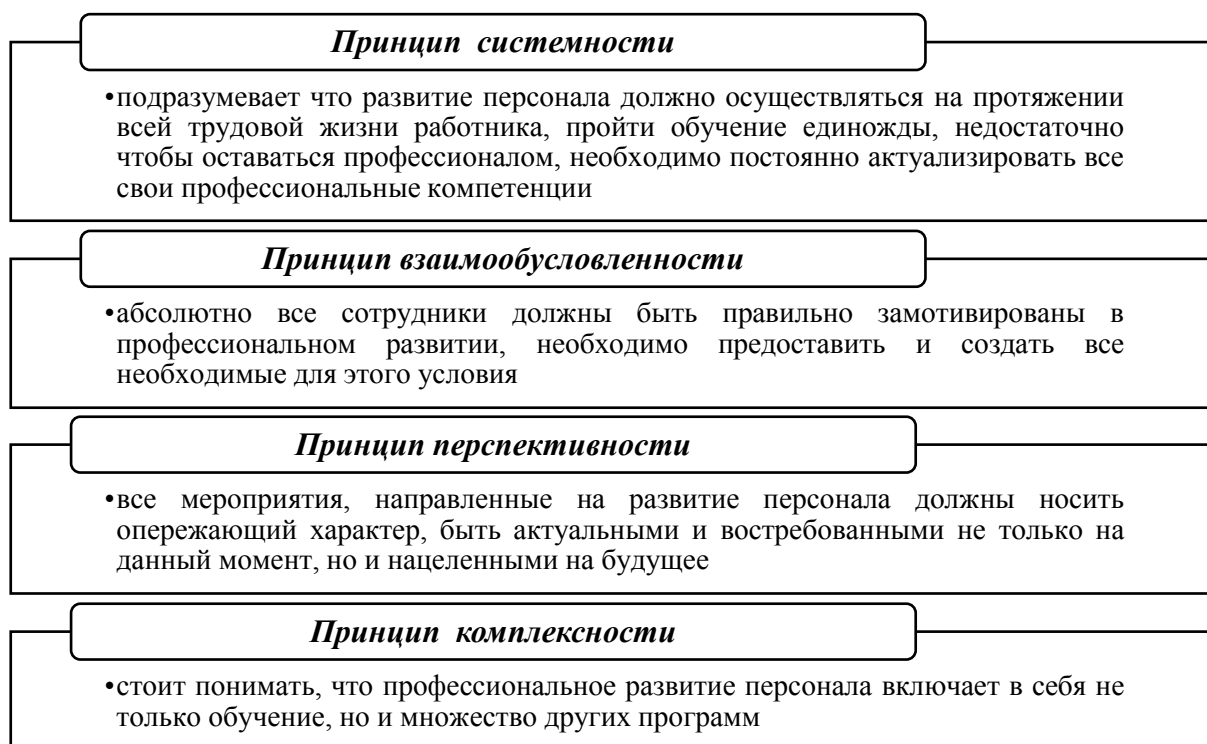 Принцип системности
•подразумевает что развитие персонала должно осуществляться на протяжении
всей трудовой жизни работника, пройти обучение единожды, недостаточно
чтобы оставаться профессионалом, необходимо постоянно актуализировать все
свои профессиональные компетенции
Принцип взаимообусловленности
•абсолютно все сотрудники должны быть правильно замотивированы в
профессиональном развитии, необходимо предоставить и создать все
необходимые для этого условия
Принцип перспективности
•все мероприятия, направленные на развитие персонала должны носить
опережающий характер, быть актуальными и востребованными не только на
данный момент, но и нацеленными на будущее
Принцип комплексности
•стоит понимать, что профессиональное развитие персонала включает в себя не
только обучение, но и множество других программ